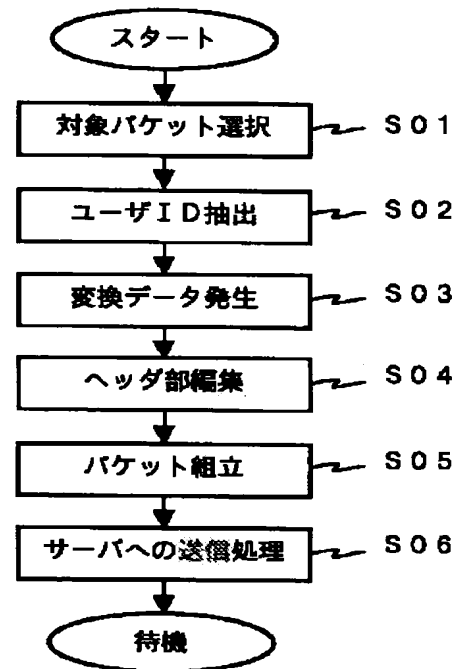 スタート
対象パケット選択 S01
ユーザID抽出 S02
変換データ発生 S03
ヘッダ部編集 S04
パケット組立 S05
サーバへの送信処理 S06
待機